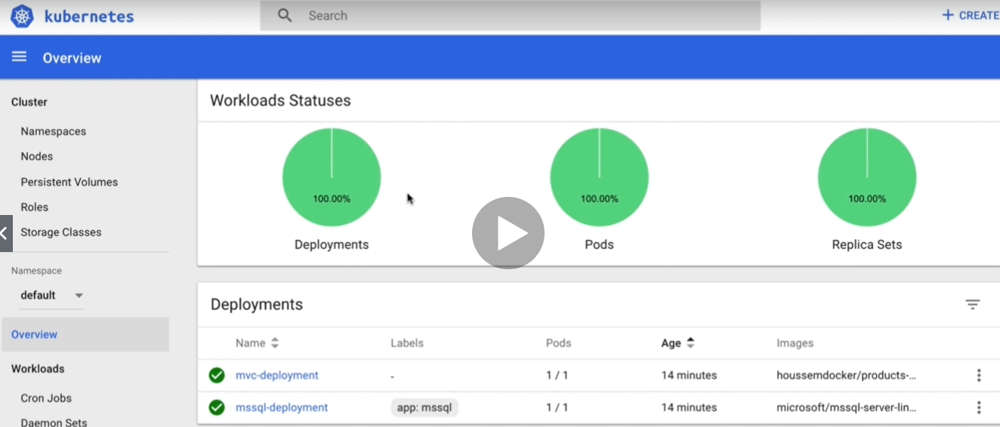 kubernetes
Search
+ CREATE
Overview
Cluster
Namespaces
Nodes
Persistent Volumes
Roles
Storage Classes
Namespace
default
Overview
Workloads
Cron Jobs
Daemon Sets
Workloads Statuses
100.00% 100.00% 100.00%
Deployments Pods Replica Sets
Deployments
Name Labels Pods Age Images
mvc-deployment - 1 / 1 14 minutes houssemdocker/products-...
mssql-deployment app: mssql 1 / 1 14 minutes microsoft/mssql-server-lin...